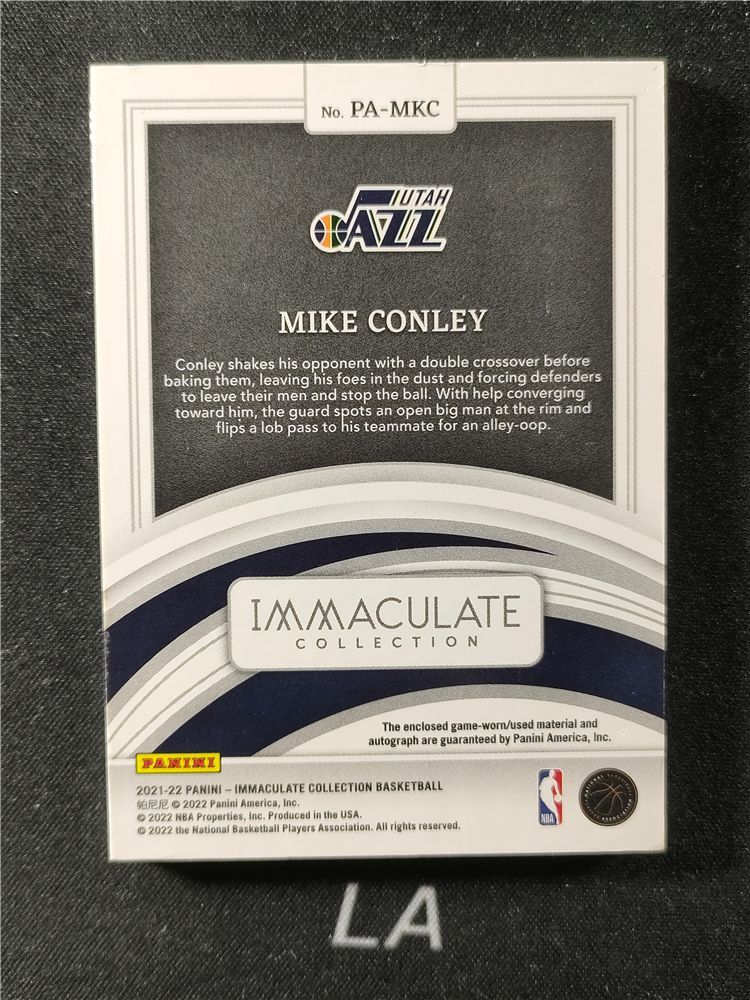 No. PA-MKC
UTAH
JAZZ
MIKE CONLEY
Conley shakes his opponent with a double crossover before
baking them, leaving his foes in the dust and forcing defenders
to leave their men and stop the ball. With help converging
toward him, the guard spots an open big man at the rim and
flips a lob pass to his teammate for an alley-oop.
IMMACULATE
COLLECTION
The enclosed game-worn/used material and
autograph are guaranteed by Panini America, Inc.
PANINI
2021-22 PANINI – IMMACULATE COLLECTION BASKETBALL
帕尼尼 © 2022 Panini America, Inc.
© 2022 NBA Properties, Inc. Produced in the USA.
© 2022 the National Basketball Players Association. All rights reserved.
NBA
LA